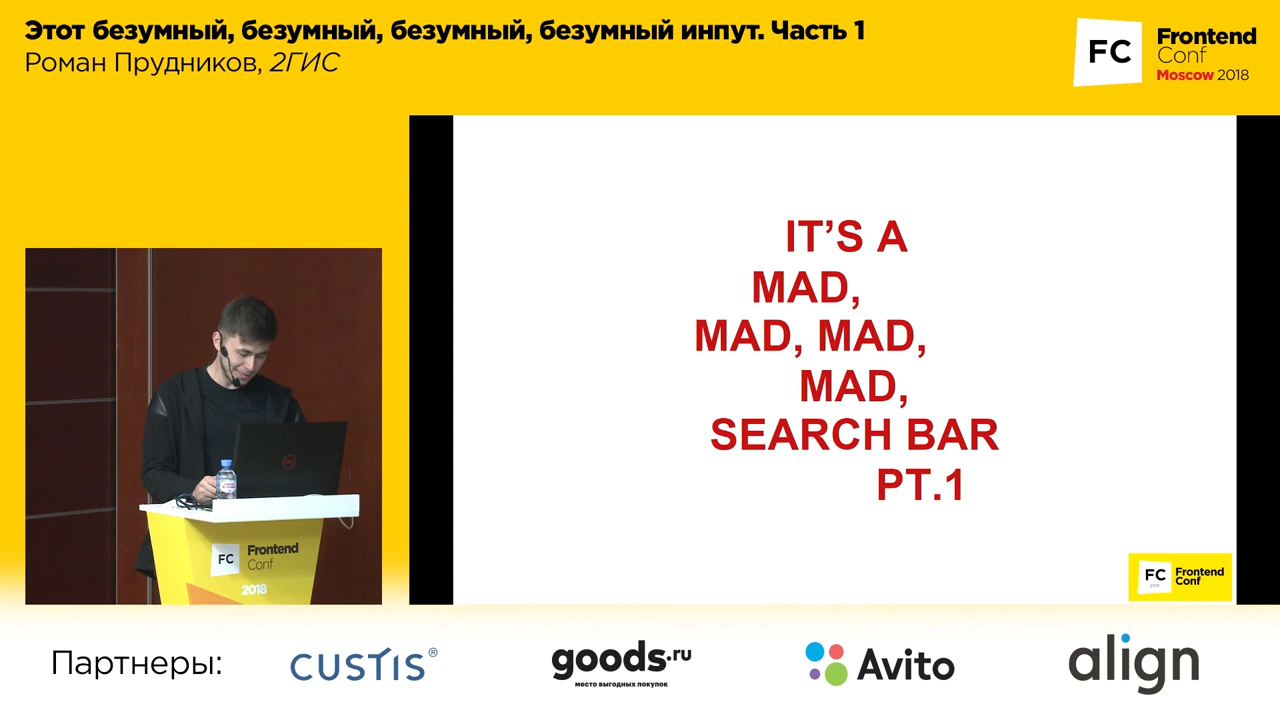 Этот безумный, безумный, безумный, безумный инпут. Часть 1
Роман Прудников, 2ГИС
FC
Frontend
Conf
Moscow 2018
IT’S A
MAD,
MAD, MAD,
MAD,
SEARCH BAR
PT.1
FC
2018
Frontend
Conf
FC
Frontend
Conf
2018
Партнеры:
CUSTIS®
goods.ru
место выгодных покупок
Avito
align